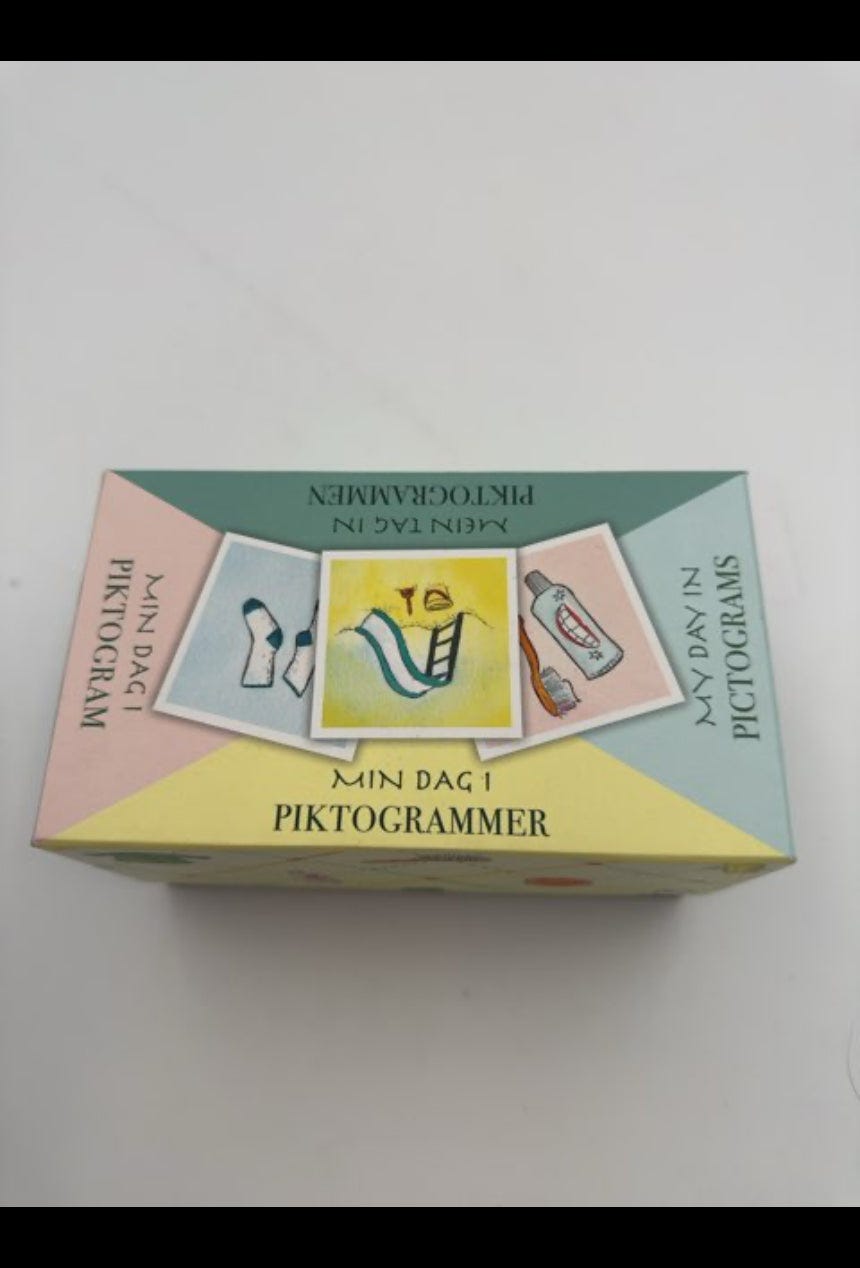 MEIN TAG IN
PIKTOGRAMMEN
MIN DAG I
PIKTOGRAM
MY DAY IN
PICTOGRAMS
MIN DAG I
PIKTOGRAMMER